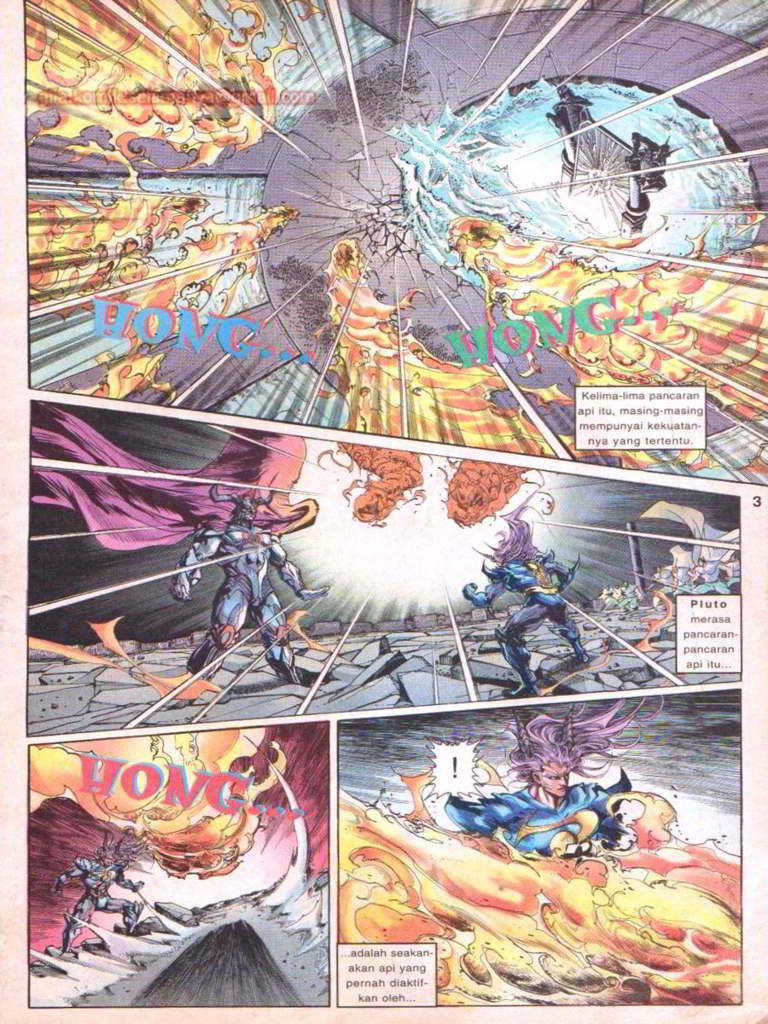 HONG...
HONG...
Kelima-lima pancaran
api itu, masing-masing
mempunyai kekuatan-
nya yang tertentu.
3
Pluto
merasa
pancaran-
pancaran
api itu...
HONG...
!
...adalah seakan-
akan api yang
pernah diaktif-
kan oleh...